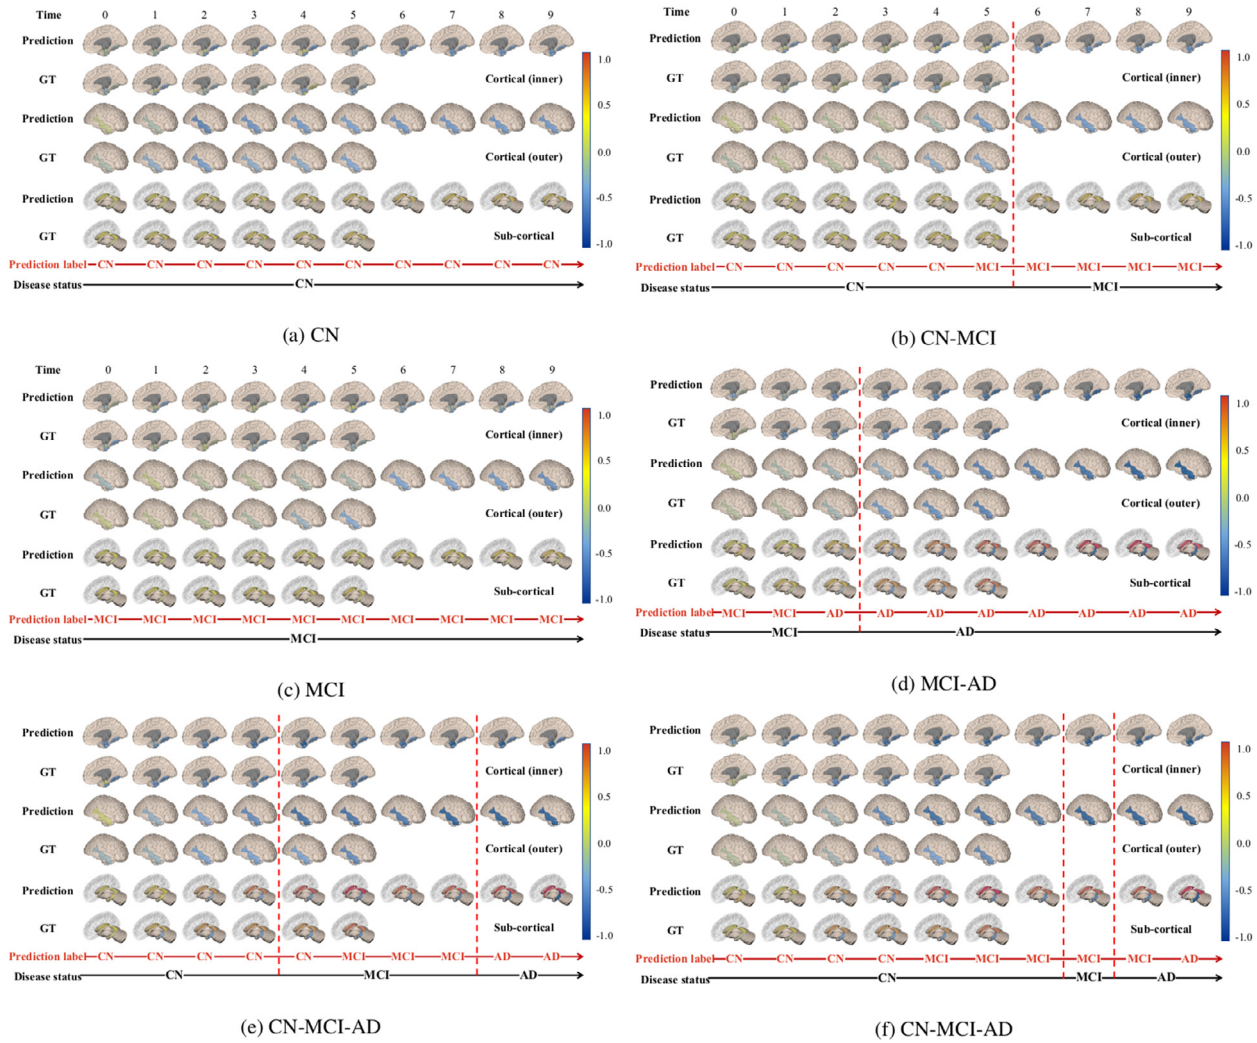 Time 0 1 2 3 4 5 6 7 8 9
Prediction
GT Cortical (inner)
Prediction
GT Cortical (outer)
Prediction
GT Sub-cortical
1.0
0.5
0.0
-0.5
-1.0
Prediction label CN CN CN CN CN CN CN CN CN CN
Disease status CN
(a) CN
Time 0 1 2 3 4 5 6 7 8 9
Prediction
GT Cortical (inner)
Prediction
GT Cortical (outer)
Prediction
GT Sub-cortical
1.0
0.5
0.0
-0.5
-1.0
Prediction label CN CN CN CN CN MCI MCI MCI MCI MCI
Disease status CN MCI
(b) CN-MCI
Time 0 1 2 3 4 5 6 7 8 9
Prediction
GT Cortical (inner)
Prediction
GT Cortical (outer)
Prediction
GT Sub-cortical
1.0
0.5
0.0
-0.5
-1.0
Prediction label MCI MCI MCI MCI MCI MCI MCI MCI MCI MCI
Disease status MCI
(c) MCI
Prediction
GT Cortical (inner)
Prediction
GT Cortical (outer)
Prediction
GT Sub-cortical
1.0
0.5
0.0
-0.5
-1.0
Prediction label MCI MCI AD AD AD AD AD AD AD AD
Disease status MCI AD
(d) MCI-AD
Prediction
GT Cortical (inner)
Prediction
GT Cortical (outer)
Prediction
GT Sub-cortical
1.0
0.5
0.0
-0.5
-1.0
Prediction label CN CN CN CN CN MCI MCI MCI AD AD
Disease status CN MCI AD
(e) CN-MCI-AD
Prediction
GT Cortical (inner)
Prediction
GT Cortical (outer)
Prediction
GT Sub-cortical
1.0
0.5
0.0
-0.5
-1.0
Prediction label CN CN CN CN MCI MCI MCI MCI MCI AD
Disease status CN MCI AD
(f) CN-MCI-AD